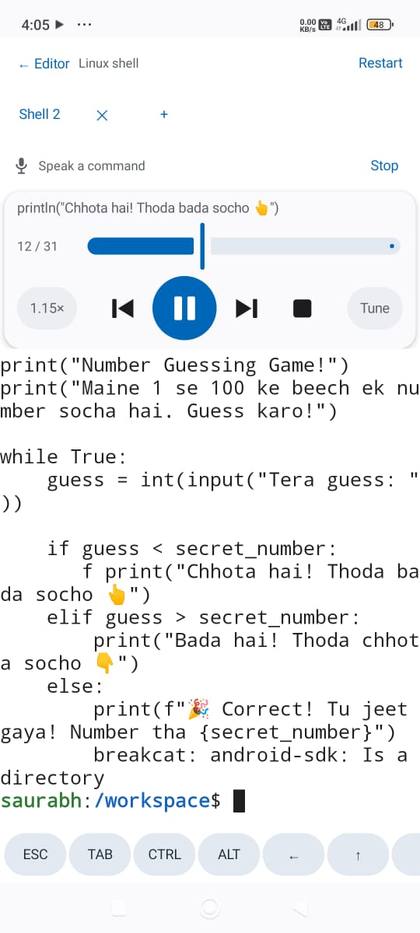 4:05 ▶ ...
0.00 KB/s Vo LTE 4G 48
← Editor Linux shell Restart
Shell 2 × +
Speak a command Stop
println("Chhota hai! Thoda bada socho 👆")
12 / 31
1.15× Tune
print("Number Guessing Game!")
print("Maine 1 se 100 ke beech ek nu
mber socha hai. Guess karo!")
while True:
    guess = int(input("Tera guess: "
))
    if guess < secret_number:
       f print("Chhota hai! Thoda ba
da socho 👆")
    elif guess > secret_number:
        print("Bada hai! Thoda chhot
a socho 👇")
    else:
        print(f"🎉 Correct! Tu jeet 
gaya! Number tha {secret_number}")
        breakcat: android-sdk: Is a 
directory
saurabh:/workspace$
ESC TAB CTRL ALT ← ↑